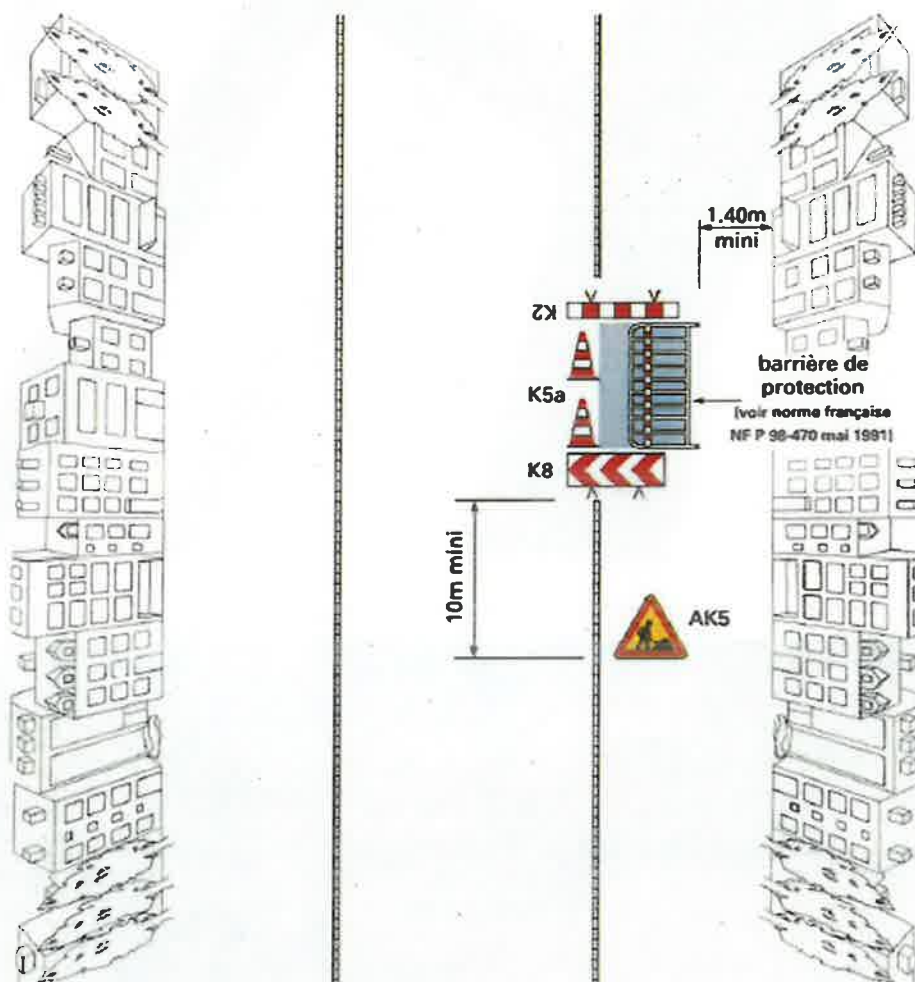 1.40m
mini
K2
K5a
barrière de
protection
(voir norme française
NF P 98-470 mai 1991)
K8
10m mini
AK5